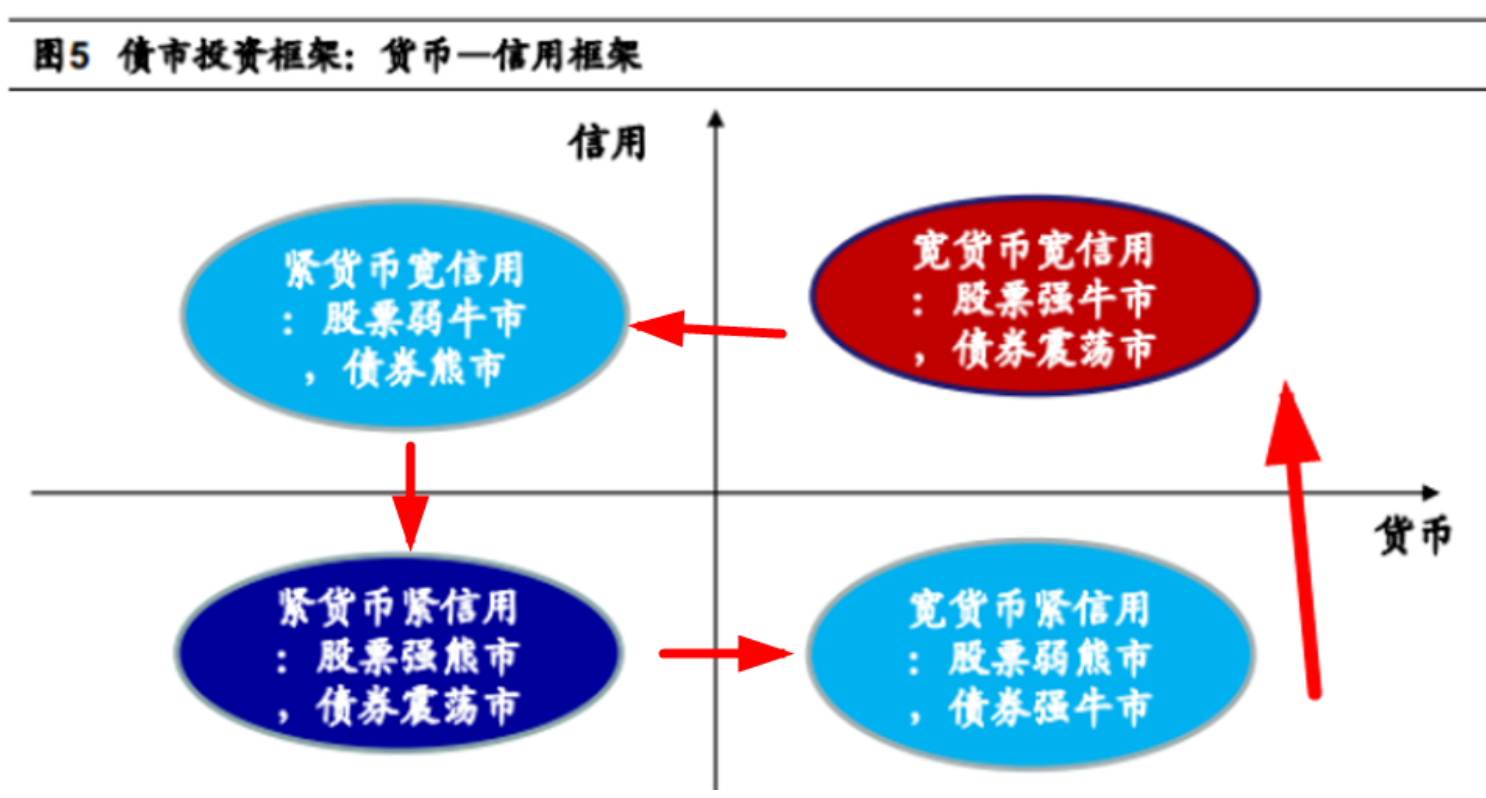 图5 债市投资框架：货币—信用框架
信用
紧货币宽信用
：股票弱牛市
，债券熊市
宽货币宽信用
：股票强牛市
，债券震荡市
货币
紧货币紧信用
：股票强熊市
，债券震荡市
宽货币紧信用
：股票弱熊市
，债券强牛市